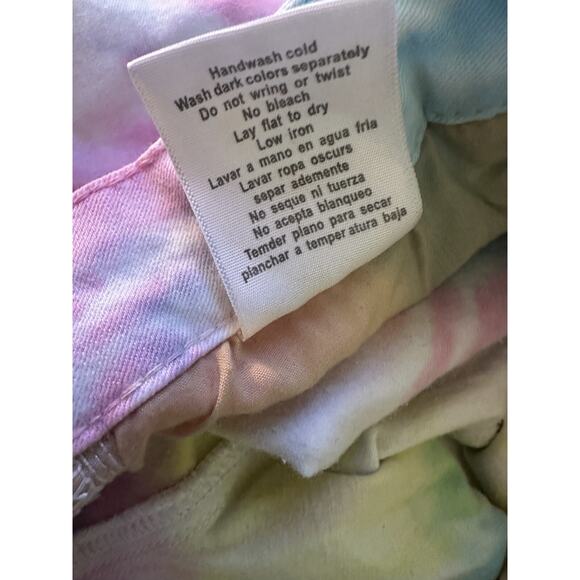 Handwash cold
Wash dark colors separately
Do not wring or twist
No bleach
Lay flat to dry
Low iron
Lavar a mano en agua fria
Lavar ropa oscurs
separ ademente
No seque ni tuerza
No acepta blanqueo
Temder plano para secar
planchar a temper atura baja